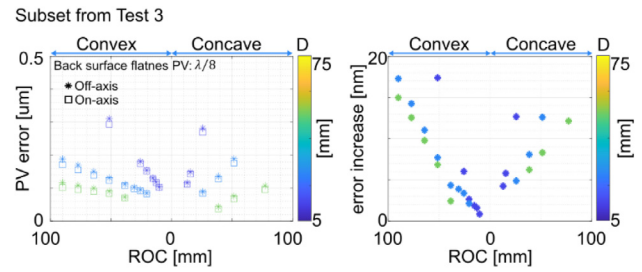 Subset from Test 3
Convex Concave D
Back surface flatnes PV: λ/8
Off-axis
On-axis
0.5
0
PV error [um]
100 0 100
ROC [mm]
75
5
[mm]
Convex Concave D
20
0
error increase [nm]
100 0 100
ROC [mm]
75
5
[mm]